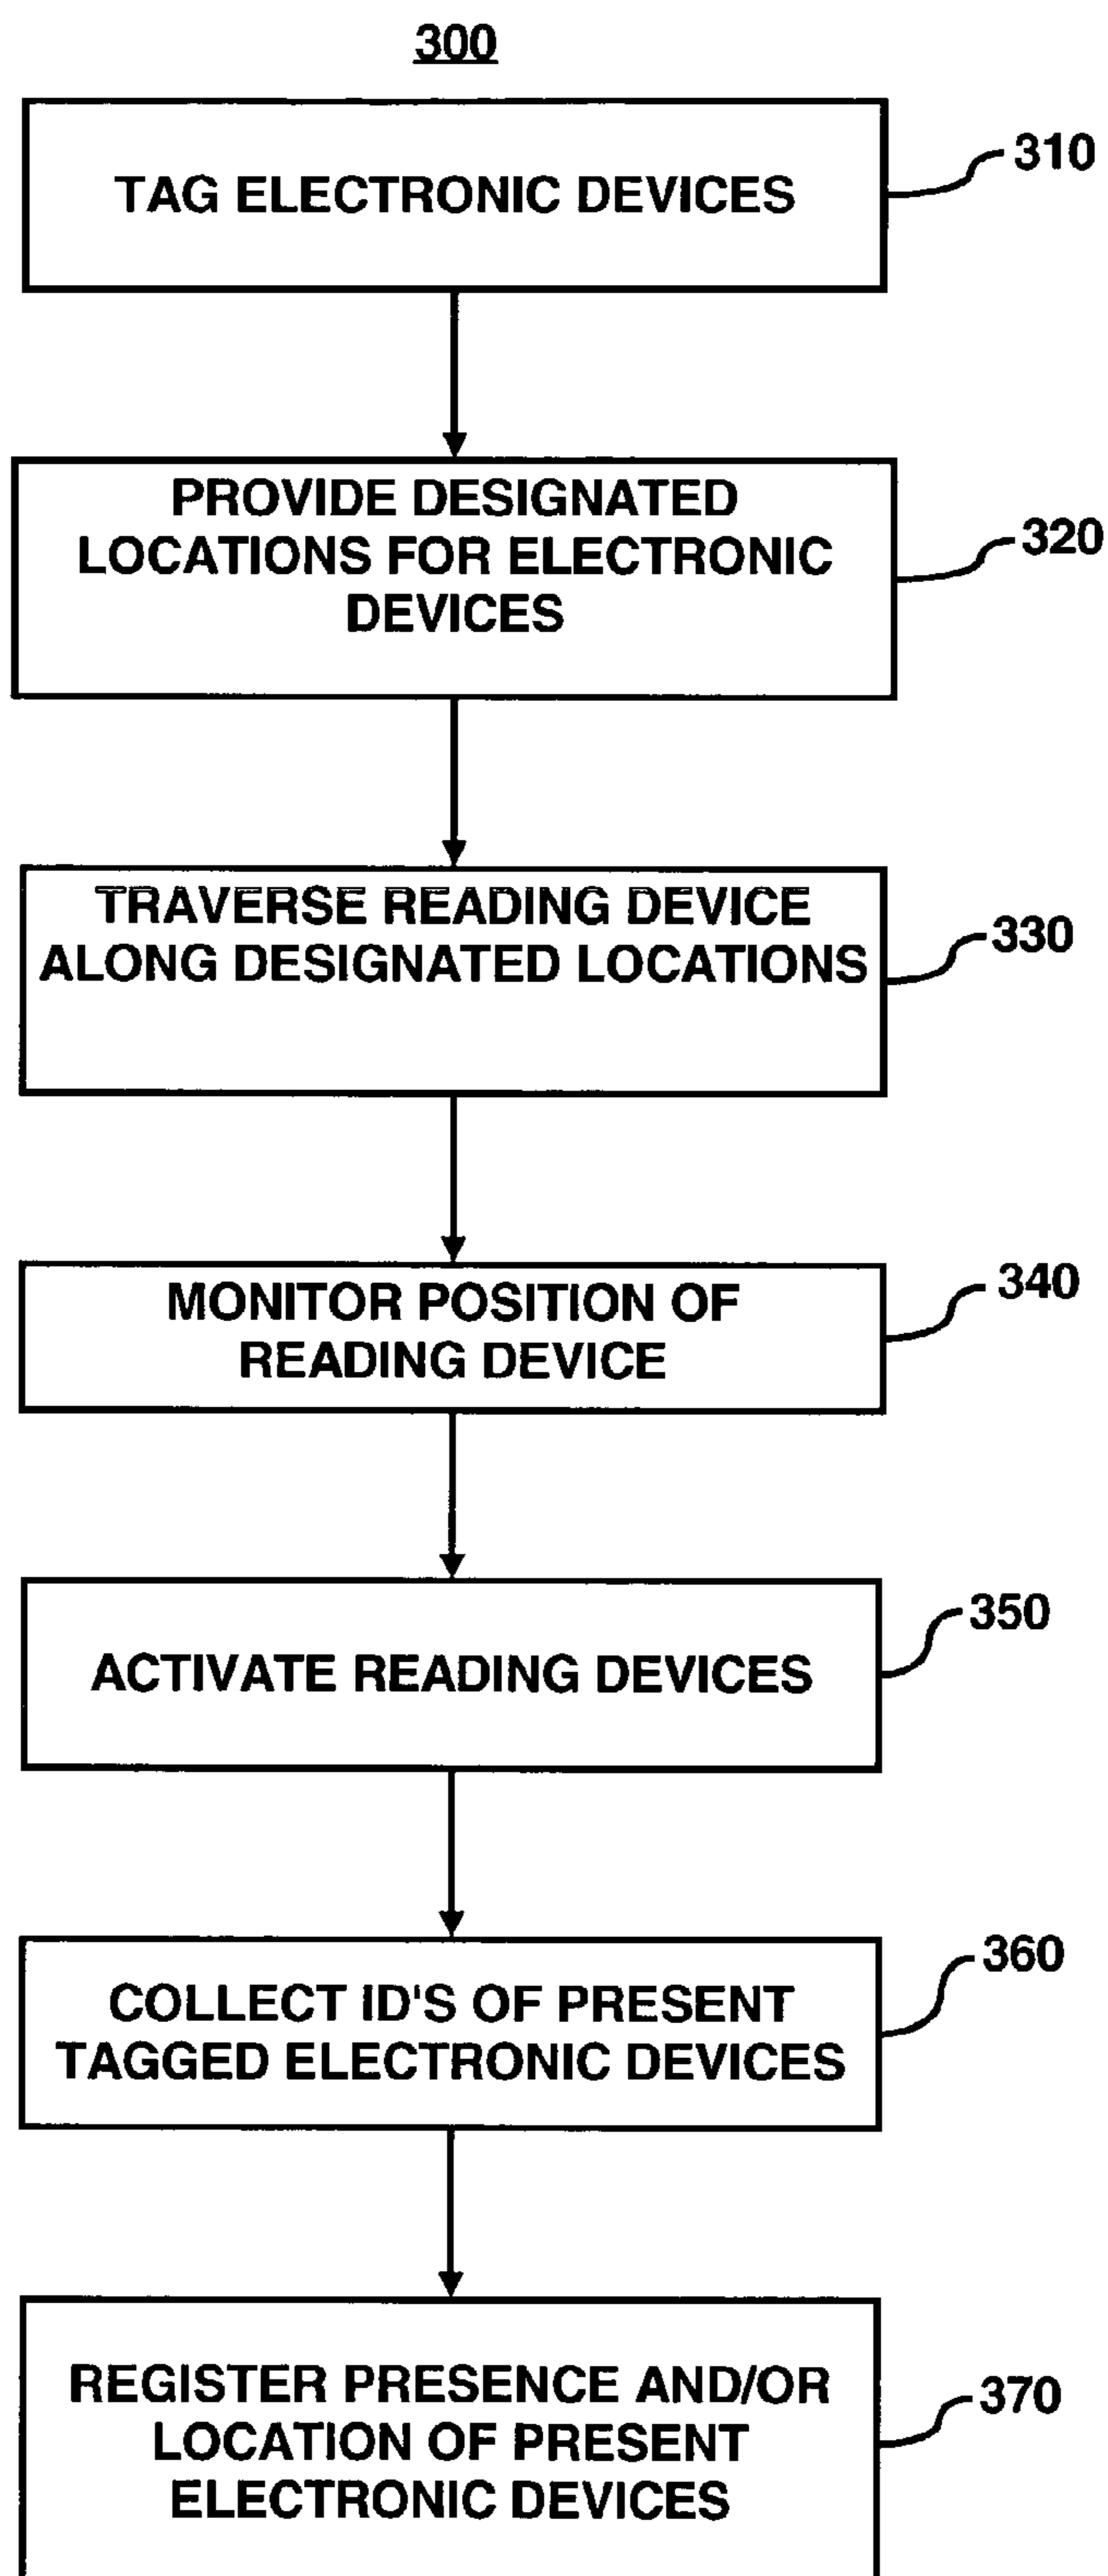 300
TAG ELECTRONIC DEVICES
310
PROVIDE DESIGNATED
LOCATIONS FOR ELECTRONIC
DEVICES
320
TRAVERSE READING DEVICE
ALONG DESIGNATED LOCATIONS
330
MONITOR POSITION OF
READING DEVICE
340
ACTIVATE READING DEVICES
350
COLLECT ID'S OF PRESENT
TAGGED ELECTRONIC DEVICES
360
REGISTER PRESENCE AND/OR
LOCATION OF PRESENT
ELECTRONIC DEVICES
370